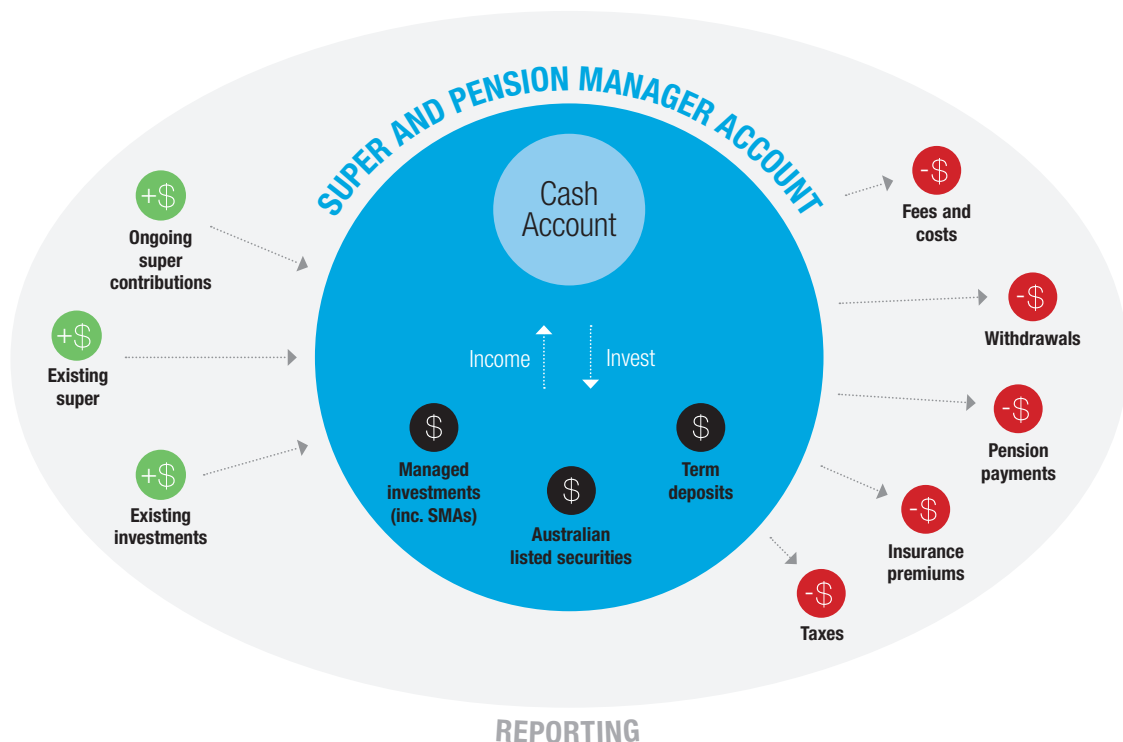 SUPER AND PENSION MANAGER ACCOUNT
Cash
Account
+$
Ongoing
super
contributions
+$
Existing
super
+$
Existing
investments
Income
Invest
$
Managed
investments
(inc. SMAs)
$
Australian
listed securities
$
Term
deposits
-$
Fees and
costs
-$
Withdrawals
-$
Pension
payments
-$
Insurance
premiums
-$
Taxes
REPORTING